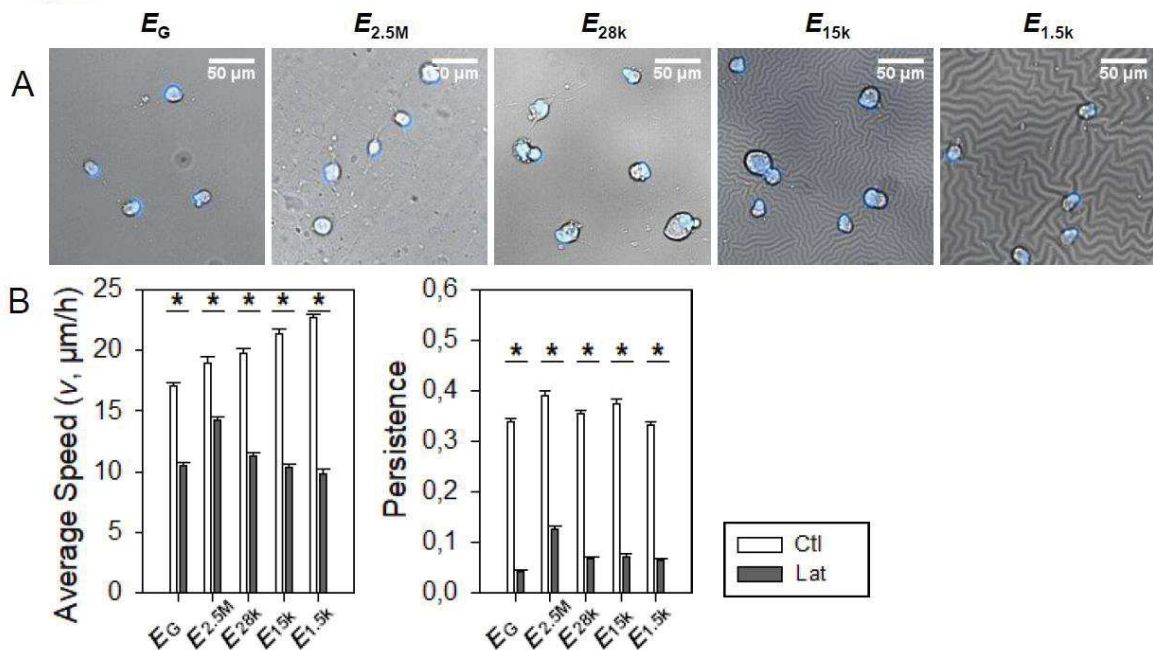 E_G E_2.5M E_28k E_15k E_1.5k
A
50 µm 50 µm 50 µm 50 µm
B
Average Speed (v, µm/h)
25
20
15
10
5
0
* * * * *
E_G E_2.5M E_28k E_15k E_1.5k
Persistence
0,6
0,5
0,4
0,3
0,2
0,1
0,0
* * * * *
E_G E_2.5M E_28k E_15k E_1.5k
Ctl
Lat